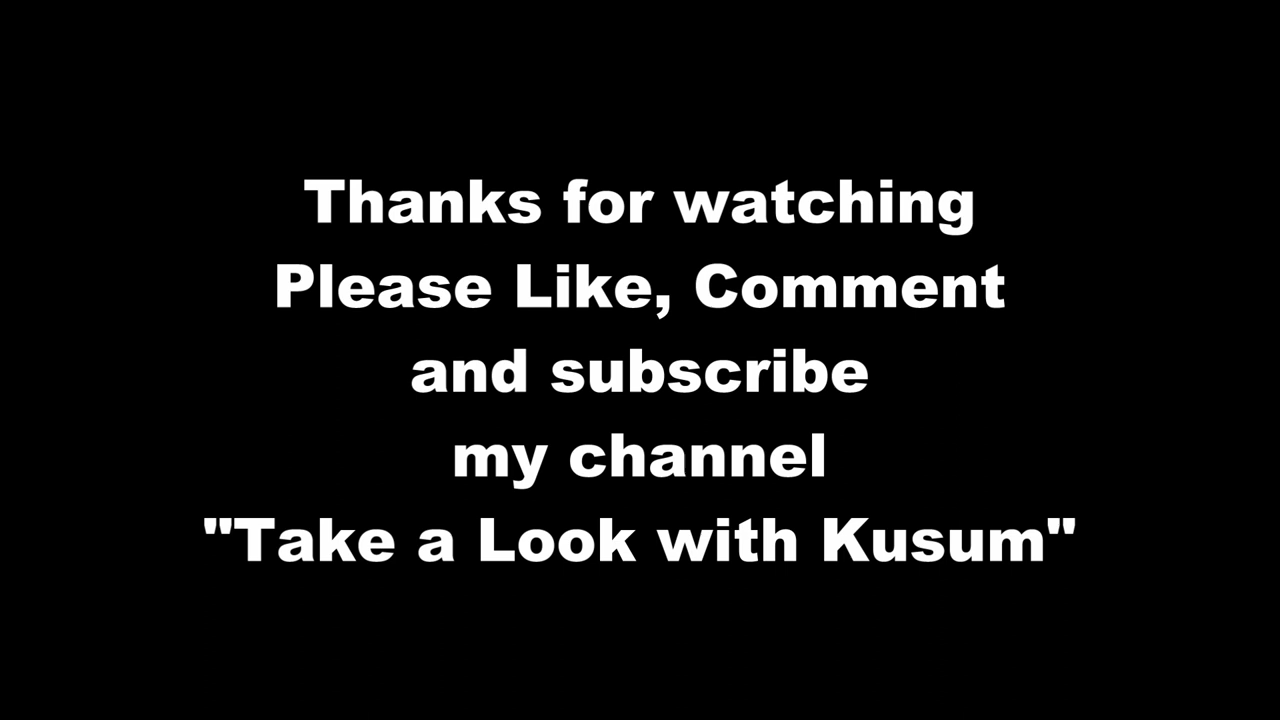 Thanks for watching
Please Like, Comment
and subscribe
my channel
"Take a Look with Kusum"